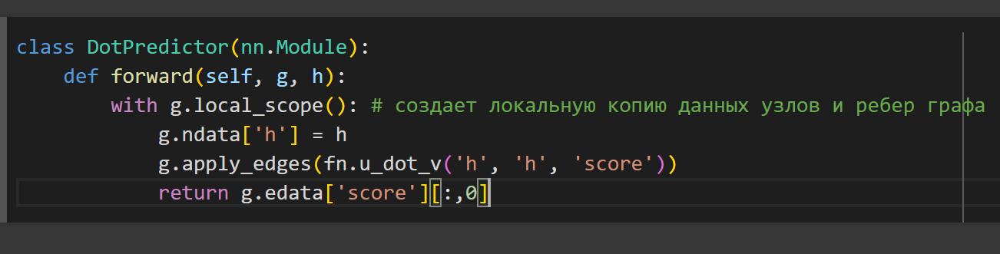 class DotPredictor(nn.Module):
    def forward(self, g, h):
        with g.local_scope(): # создает локальную копию данных узлов и ребер графа
            g.ndata['h'] = h
            g.apply_edges(fn.u_dot_v('h', 'h', 'score'))
            return g.edata['score'][:,0]